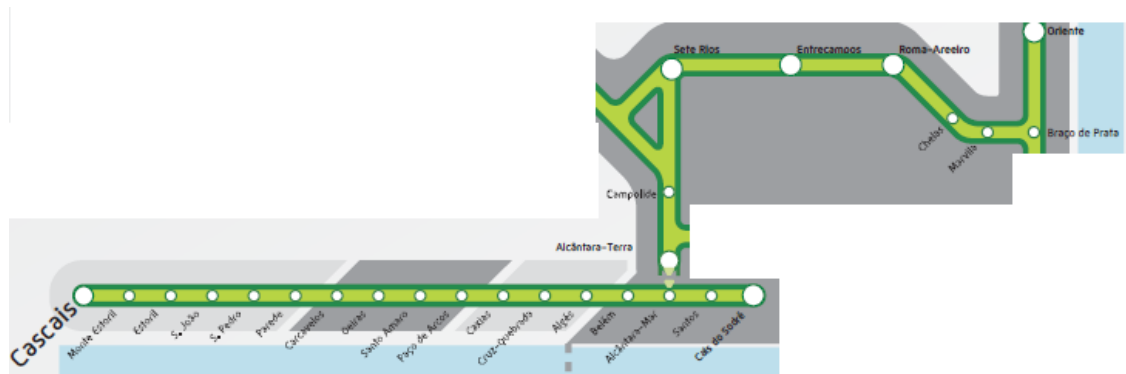 Oriente
Sete Rios
Entrecampos
Roma-Areeiro
Chelas
Marvila
Braço de Prata
Campolide
Alcântara-Terra
Cascais
Monte Estoril
Estoril
S. João
S. Pedro
Parede
Carcavelos
Oeiras
Santo Amaro
Paço de Arcos
Caxias
Cruz-Quebrada
Algés
Belém
Alcântara-Mar
Santos
Cais do Sodré